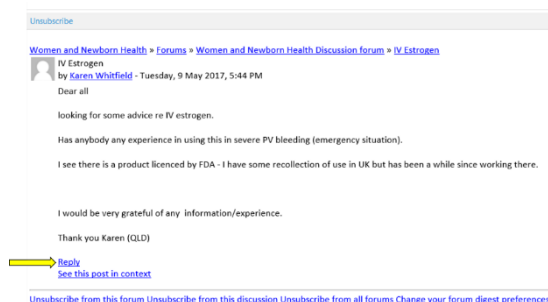 Unsubscribe
Women and Newborn Health » Forums » Women and Newborn Health Discussion forum » IV Estrogen
IV Estrogen
by Karen Whitfield - Tuesday, 9 May 2017, 5:44 PM
Dear all
looking for some advice re IV estrogen.
Has anybody any experience in using this in severe PV bleeding (emergency situation).
I see there is a product licenced by FDA - I have some recollection of use in UK but has been a while since working there.
I would be very grateful of any information/experience.
Thank you Karen (QLD)
Reply
See this post in context
Unsubscribe from this forum Unsubscribe from this discussion Unsubscribe from all forums Change your forum digest preferences